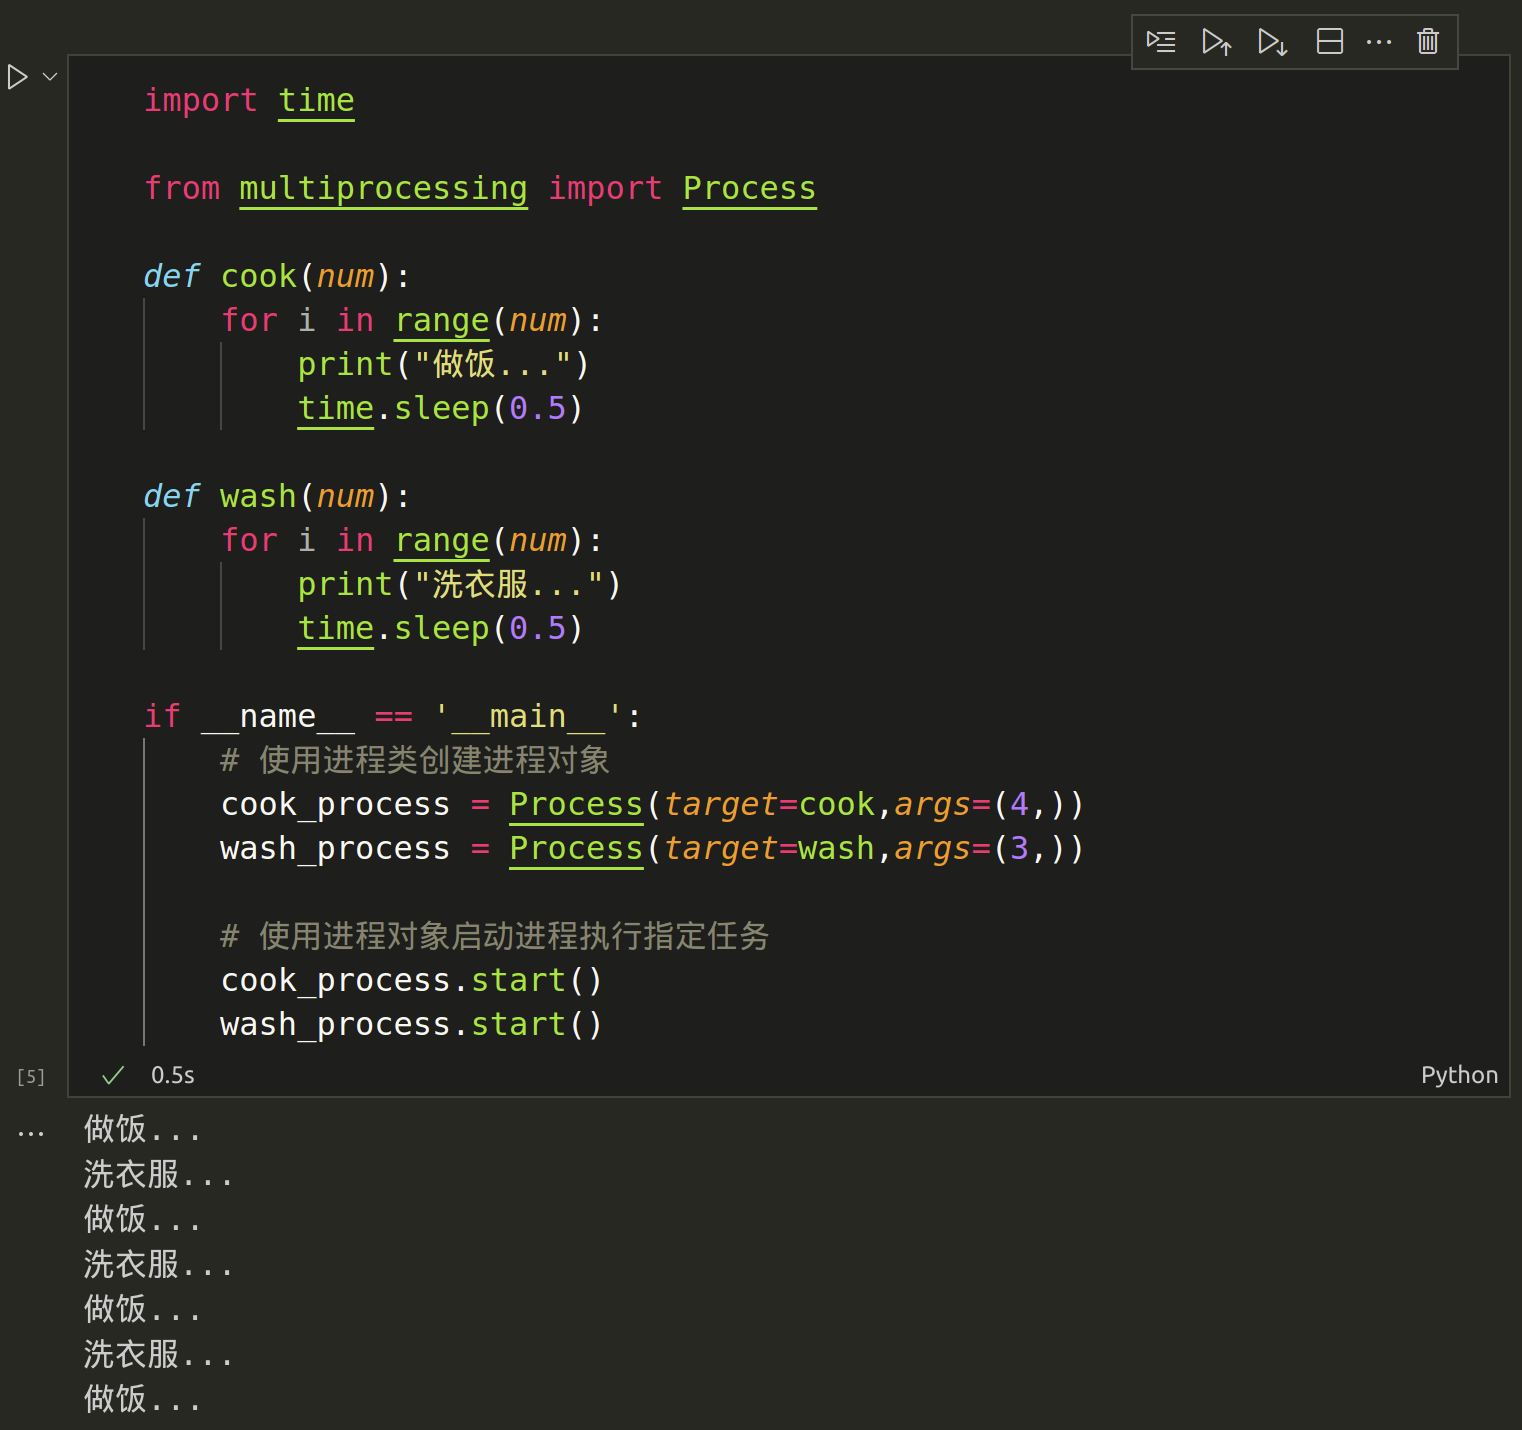 import time
from multiprocessing import Process
def cook(num):
for i in range(num):
print("做饭...")
time.sleep(0.5)
def wash(num):
for i in range(num):
print("洗衣服...")
time.sleep(0.5)
if __name__ == '__main__':
# 使用进程类创建进程对象
cook_process = Process(target=cook,args=(4,))
wash_process = Process(target=wash,args=(3,))
# 使用进程对象启动进程执行指定任务
cook_process.start()
wash_process.start()
[5] 0.5s Python
做饭...
洗衣服...
做饭...
洗衣服...
做饭...
洗衣服...
做饭...